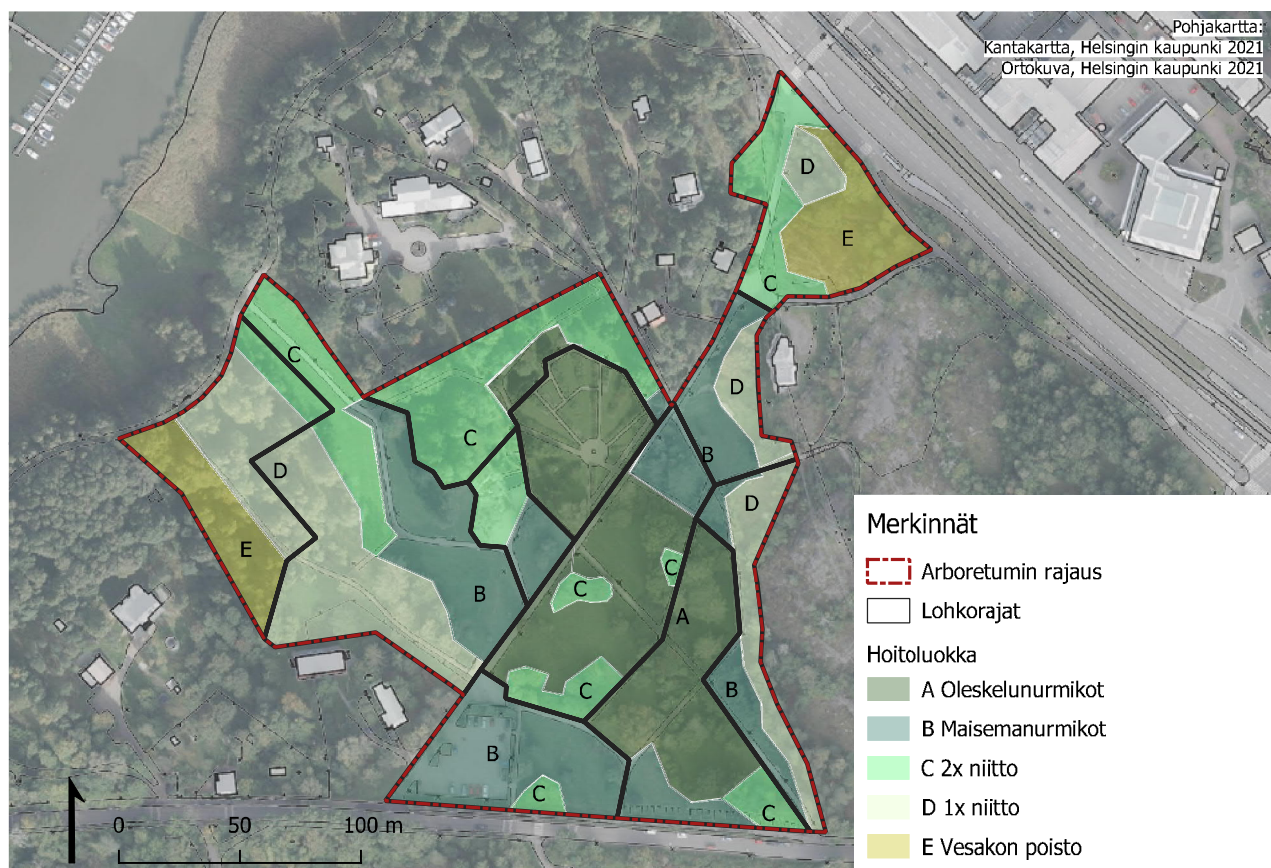 Pohjakartta:
Kantakartta, Helsingin kaupunki 2021
Ortokuva, Helsingin kaupunki 2021
D
E
C
C
D
C
B
D
D
E
B
C
C
A
C
B
B
C
C
Merkinnät
Arboretumin rajaus
Lohkorajat
Hoitoluokka
A Oleskelunurmikot
B Maisemanurmikot
C 2x niitto
D 1x niitto
E Vesakon poisto
0 50 100 m